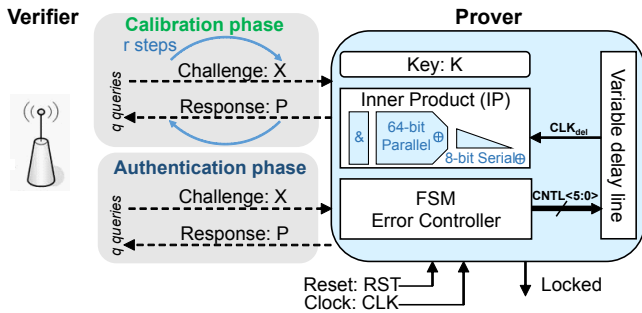 Verifier
Calibration phase
r steps
Challenge: X
Response: P
q queries
Authentication phase
Challenge: X
Response: P
q queries
Prover
Key: K
Inner Product (IP)
&
64-bit
Parallel ⊕
8-bit Serial⊕
CLKdel
Variable delay line
FSM
Error Controller
CNTL<5:0>
Reset: RST
Clock: CLK
Locked